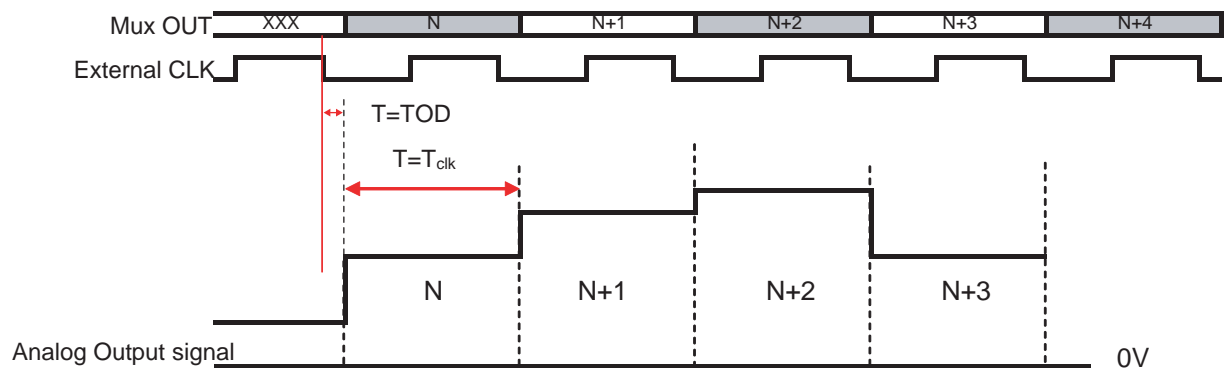 Mux OUT XXX N N+1 N+2 N+3 N+4
External CLK
T=TOD
T=Tclk
N N+1 N+2 N+3
Analog Output signal 0V